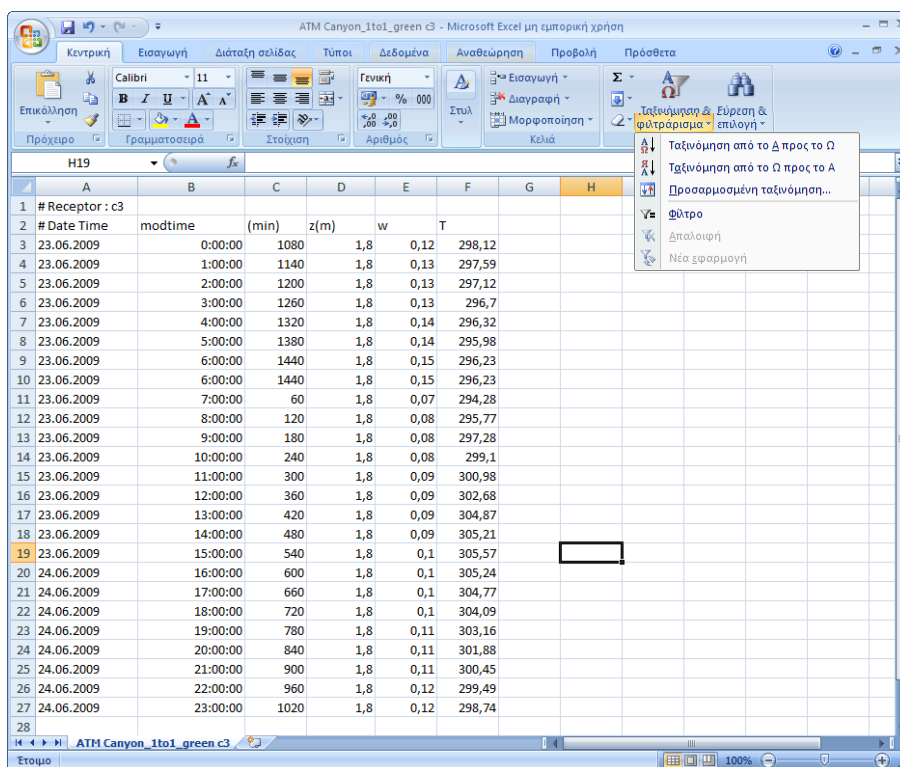 ATM Canyon_1to1_green c3 - Microsoft Excel μη εμπορική χρήση
Κεντρική Εισαγωγή Διάταξη σελίδας Τύποι Δεδομένα Αναθεώρηση Προβολή Πρόσθετα
Επικόλληση
Πρόχειρο
Calibri 11
B I U A A
Γραμματοσειρά
Στοίχιση
Γενική
% 000
Αριθμός
Στυλ
Εισαγωγή
Διαγραφή
Μορφοποίηση
Κελιά
Σ
Ταξινόμηση & φιλτράρισμα
Εύρεση & επιλογή
Ταξινόμηση από το Α προς το Ω
Ταξινόμηση από το Ω προς το Α
Προσαρμοσμένη ταξινόμηση...
Φίλτρο
Απαλοιφή
Νέα εφαρμογή
H19 fx
A B C D E F G H
1 # Receptor : c3
2 # Date Time modtime (min) z(m) w T
3 23.06.2009 0:00:00 1080 1,8 0,12 298,12
4 23.06.2009 1:00:00 1140 1,8 0,13 297,59
5 23.06.2009 2:00:00 1200 1,8 0,13 297,12
6 23.06.2009 3:00:00 1260 1,8 0,13 296,7
7 23.06.2009 4:00:00 1320 1,8 0,14 296,32
8 23.06.2009 5:00:00 1380 1,8 0,14 295,98
9 23.06.2009 6:00:00 1440 1,8 0,15 296,23
10 23.06.2009 6:00:00 1440 1,8 0,15 296,23
11 23.06.2009 7:00:00 60 1,8 0,07 294,28
12 23.06.2009 8:00:00 120 1,8 0,08 295,77
13 23.06.2009 9:00:00 180 1,8 0,08 297,28
14 23.06.2009 10:00:00 240 1,8 0,08 299,1
15 23.06.2009 11:00:00 300 1,8 0,09 300,98
16 23.06.2009 12:00:00 360 1,8 0,09 302,68
17 23.06.2009 13:00:00 420 1,8 0,09 304,87
18 23.06.2009 14:00:00 480 1,8 0,09 305,21
19 23.06.2009 15:00:00 540 1,8 0,1 305,57
20 24.06.2009 16:00:00 600 1,8 0,1 305,24
21 24.06.2009 17:00:00 660 1,8 0,1 304,77
22 24.06.2009 18:00:00 720 1,8 0,1 304,09
23 24.06.2009 19:00:00 780 1,8 0,11 303,16
24 24.06.2009 20:00:00 840 1,8 0,11 301,88
25 24.06.2009 21:00:00 900 1,8 0,11 300,45
26 24.06.2009 22:00:00 960 1,8 0,12 299,49
27 24.06.2009 23:00:00 1020 1,8 0,12 298,74
28
ATM Canyon_1to1_green c3
Έτοιμο 100%